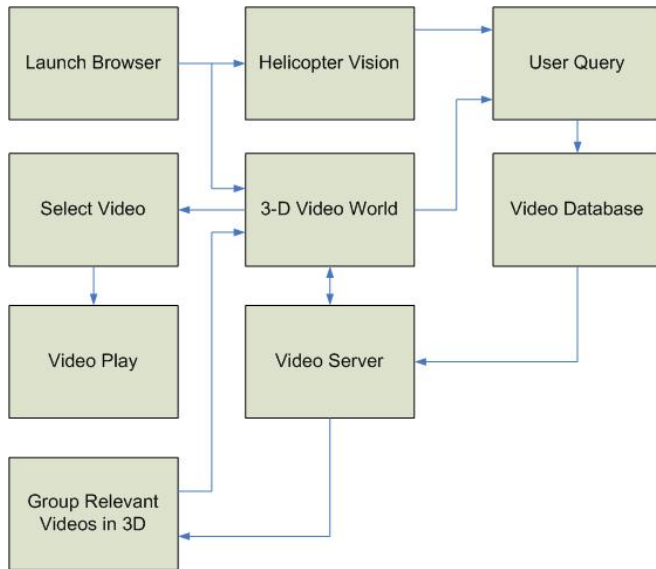 Launch Browser
Helicopter Vision
User Query
Select Video
3-D Video World
Video Database
Video Play
Video Server
Group Relevant
Videos in 3D